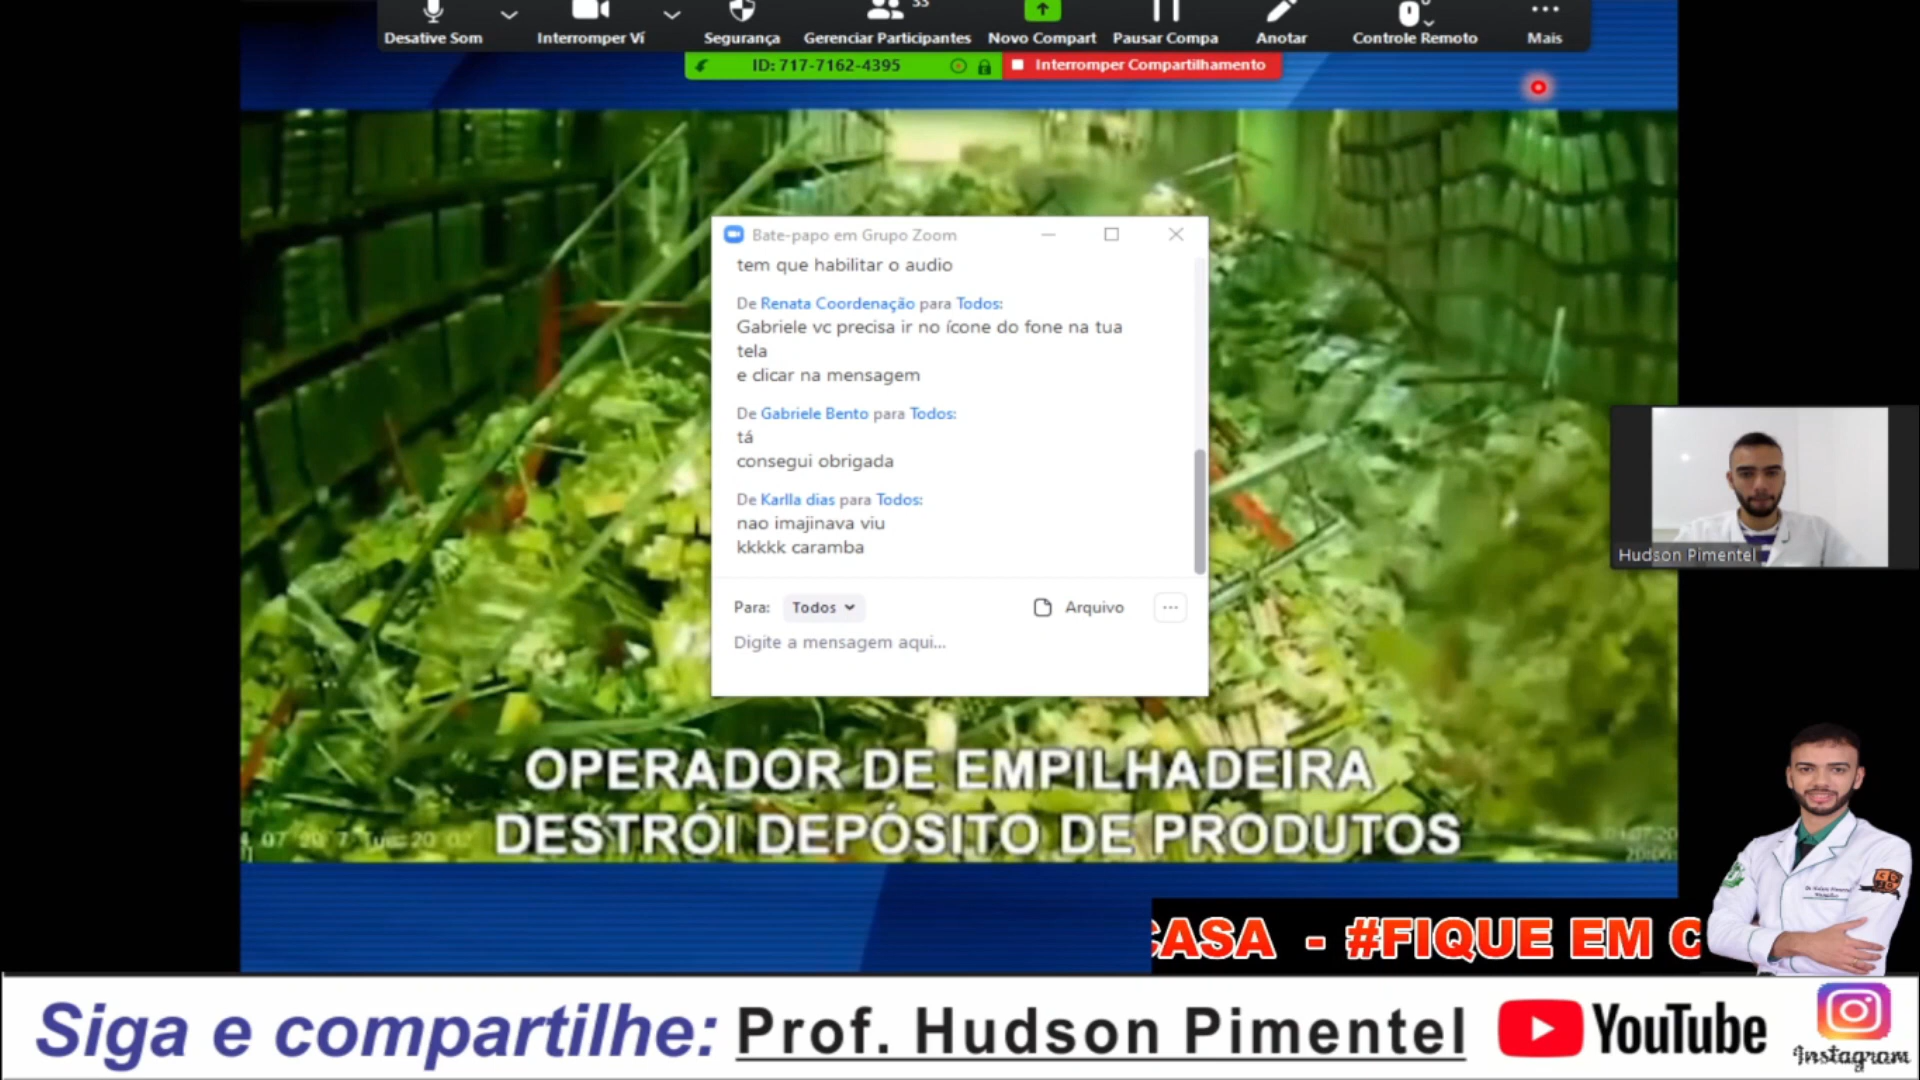 33
Desative Som
Interromper Ví
Segurança
Gerenciar Participantes
Novo Compart
Pausar Compa
Anotar
Controle Remoto
Mais
ID: 717-7162-4395
Interromper Compartilhamento
Bate-papo em Grupo Zoom
tem que habilitar o audio
De Renata Coordenação para Todos:
Gabriele vc precisa ir no ícone do fone na tua
tela
e clicar na mensagem
De Gabriele Bento para Todos:
tá
consegui obrigada
De Karlla dias para Todos:
nao imajinava viu
kkkkk caramba
Para: Todos
Arquivo
Digite a mensagem aqui...
Hudson Pimentel
OPERADOR DE EMPILHADEIRA
DESTRÓI DEPÓSITO DE PRODUTOS
CASA - #FIQUE EM C
Siga e compartilhe: Prof. Hudson Pimentel
YouTube
Instagram